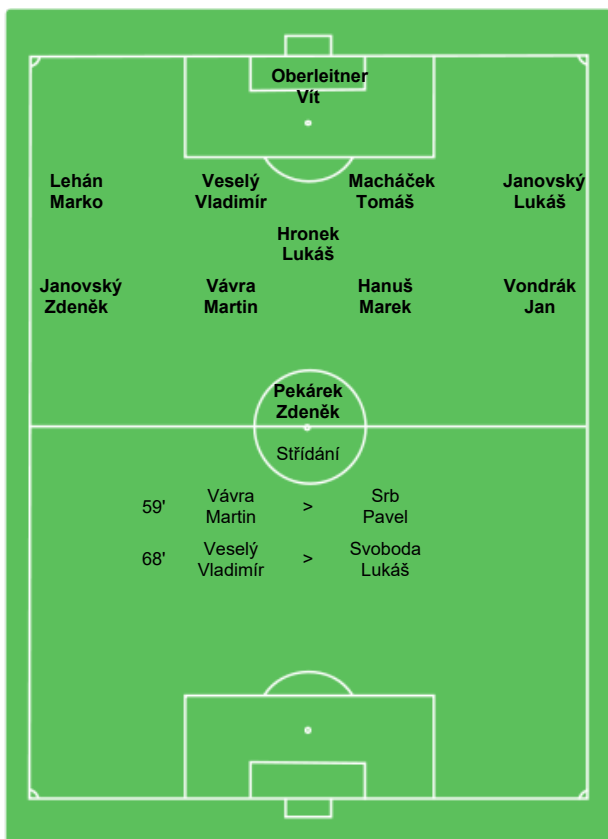 Oberleitner
Vít
Lehán Veselý Macháček Janovský
Marko Vladimír Tomáš Lukáš
Hronek
Lukáš
Janovský Vávra Hanuš Vondrák
Zdeněk Martin Marek Jan
Pekárek
Zdeněk
Střídání
59' Vávra Martin > Srb Pavel
68' Veselý Vladimír > Svoboda Lukáš